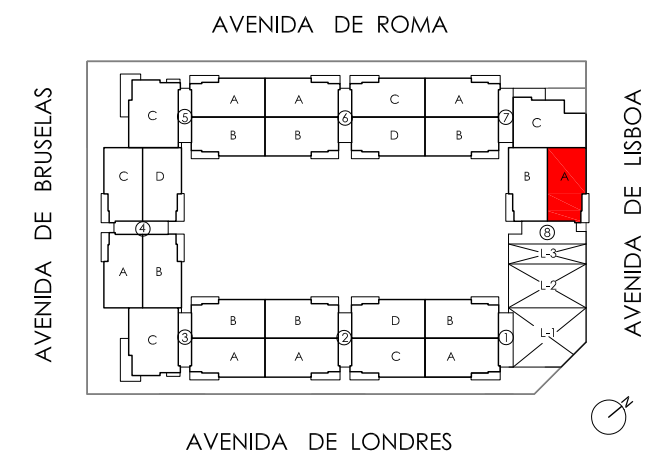 AVENIDA DE ROMA
AVENIDA DE BRUSELAS
AVENIDA DE LISBOA
A A C A
C 5 6 7 C
B B D B
C D B A
4 8
A B L-3
L-2
B B D B
C 3 2 1 L-1
A A C A
N
AVENIDA DE LONDRES